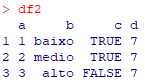 > df2
  a     b     c d
1 1 baixo  TRUE 7
2 2 medio  TRUE 7
3 3  alto FALSE 7